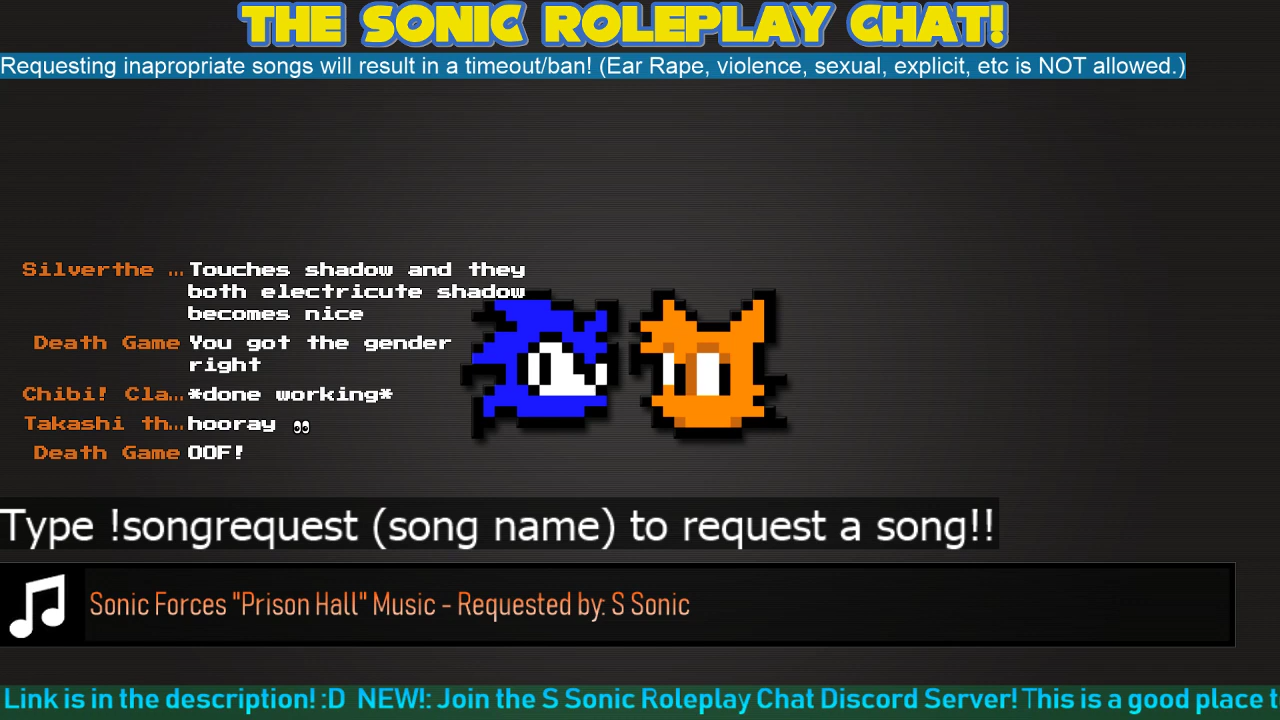 THE SONIC ROLEPLAY CHAT!
Requesting inapropriate songs will result in a timeout/ban! (Ear Rape, violence, sexual, explicit, etc is NOT allowed.)
Silverthe ... Touches shadow and they
both electricute shadow
becomes nice
Death Game You got the gender
right
Chibi! Cla... *done working*
Takashi th... hooray 👀
Death Game OOF!
Type !songrequest (song name) to request a song!!
Sonic Forces "Prison Hall" Music - Requested by: S Sonic
Link is in the description! :D NEW!: Join the S Sonic Roleplay Chat Discord Server! This is a good place t